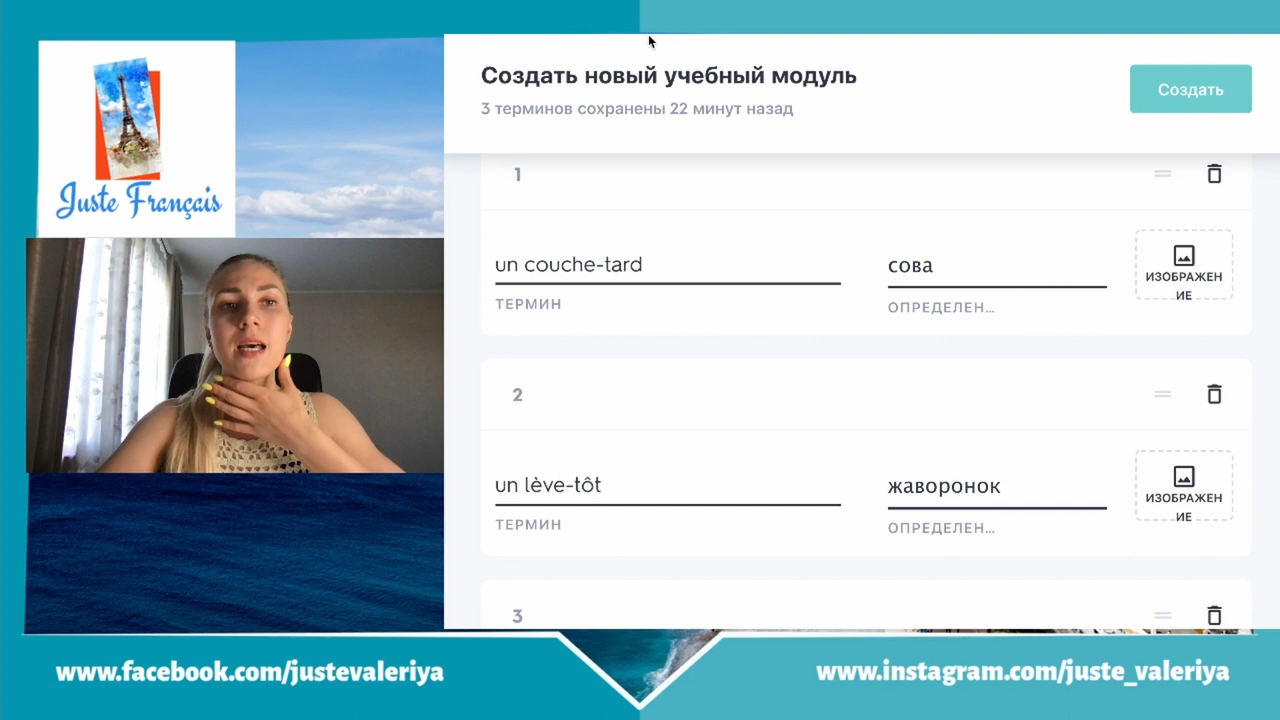 Juste Français
Создать новый учебный модуль
3 терминов сохранены 22 минут назад
Создать
1
un couche-tard
сова
ТЕРМИН
ОПРЕДЕЛЕН…
ИЗОБРАЖЕН
ИЕ
2
un lève-tôt
жаворонок
ТЕРМИН
ОПРЕДЕЛЕН…
ИЗОБРАЖЕН
ИЕ
3
www.facebook.com/justevaleriya
www.instagram.com/juste_valeriya